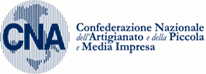 CNA
Confederazione Nazionale
dell'Artigianato e della Piccola
e Media Impresa